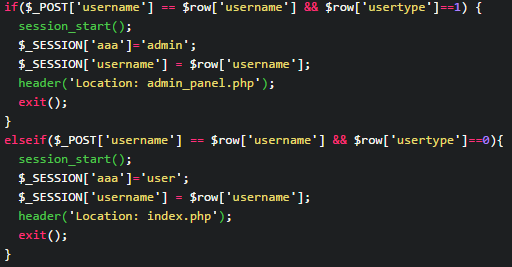 if($_POST['username'] == $row['username'] && $row['usertype']==1) {
session_start();
$_SESSION['aaa']='admin';
$_SESSION['username'] = $row['username'];
header('Location: admin_panel.php');
exit();
}
elseif($_POST['username'] == $row['username'] && $row['usertype']==0){
session_start();
$_SESSION['aaa']='user';
$_SESSION['username'] = $row['username'];
header('Location: index.php');
exit();
}